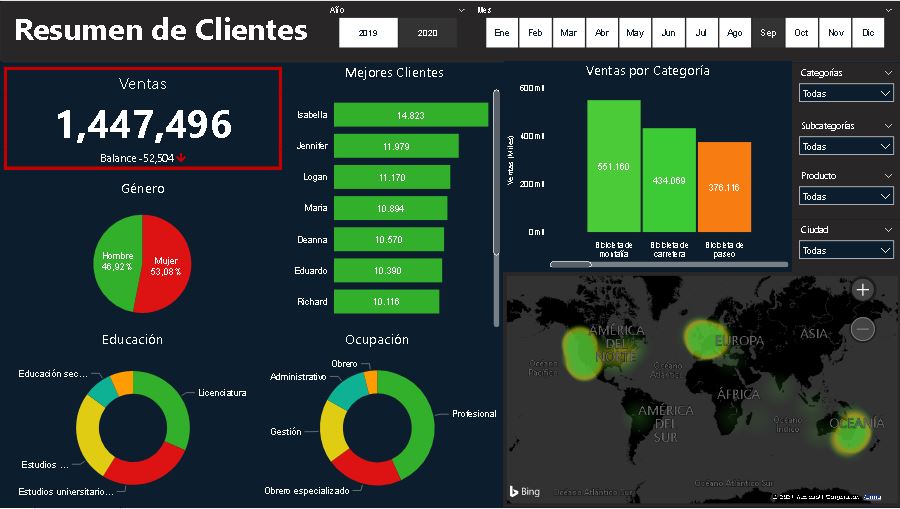 Resumen de Clientes
Año
2019
2020
Mes
Ene
Feb
Mar
Abr
May
Jun
Jul
Ago
Sep
Oct
Nov
Dic
Ventas
1,447,496
Balance -52,504
Género
Hombre
46,92%
Mujer
53,08%
Mejores Clientes
Isabella
14.823
Jennifer
11.979
Logan
11.170
Maria
10.894
Deanna
10.570
Eduardo
10.390
Richard
10.116
Ventas por Categoría
Ventas (Miles)
600mil
400mil
200mil
0mil
551.160
434.069
376.116
Bicicleta de
montaña
Bicicleta de
carretera
Bicicleta de
paseo
Categorías
Todas
Subcategorías
Todas
Producto
Todas
Ciudad
Todas
Educación
Educación sec...
Licenciatura
Estudios ...
Estudios universitario...
Ocupación
Obrero
Administrativo
Profesional
Gestión
Obrero especializado
AMÉRICA
DEL
NORTE
EUROPA
ASIA
Océano
Pacífico
Océano
Atlántico
ÁFRICA
AMÉRICA
DEL
SUR
Océano
Índico
OCEANÍA
Océano Atlántico Sur
Océano Atlántico Sur
Bing